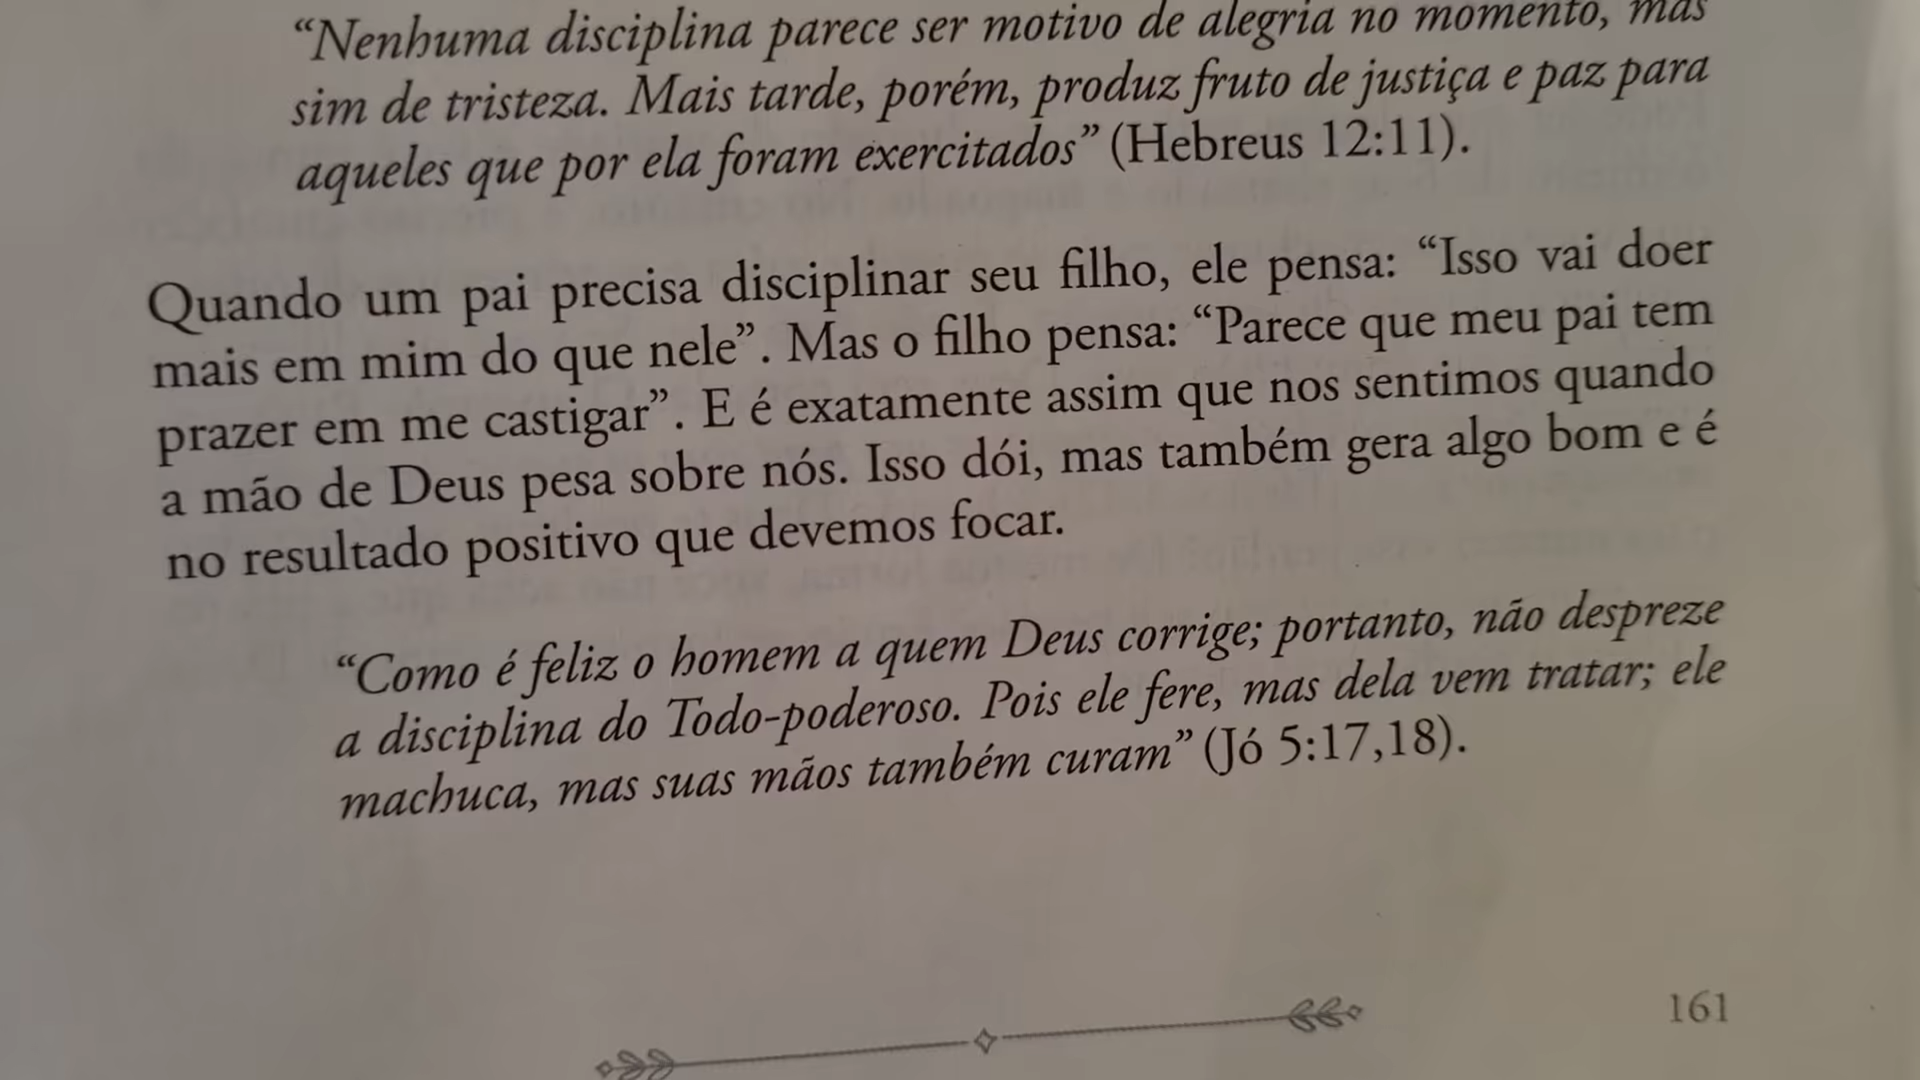 “Nenhuma disciplina parece ser motivo de alegria no momento, mas
sim de tristeza. Mais tarde, porém, produz fruto de justiça e paz para
aqueles que por ela foram exercitados” (Hebreus 12:11).
Quando um pai precisa disciplinar seu filho, ele pensa: “Isso vai doer
mais em mim do que nele”. Mas o filho pensa: “Parece que meu pai tem
prazer em me castigar”. E é exatamente assim que nos sentimos quando
a mão de Deus pesa sobre nós. Isso dói, mas também gera algo bom e é
no resultado positivo que devemos focar.
“Como é feliz o homem a quem Deus corrige; portanto, não despreze
a disciplina do Todo-poderoso. Pois ele fere, mas dela vem tratar; ele
machuca, mas suas mãos também curam” (Jó 5:17,18).
161